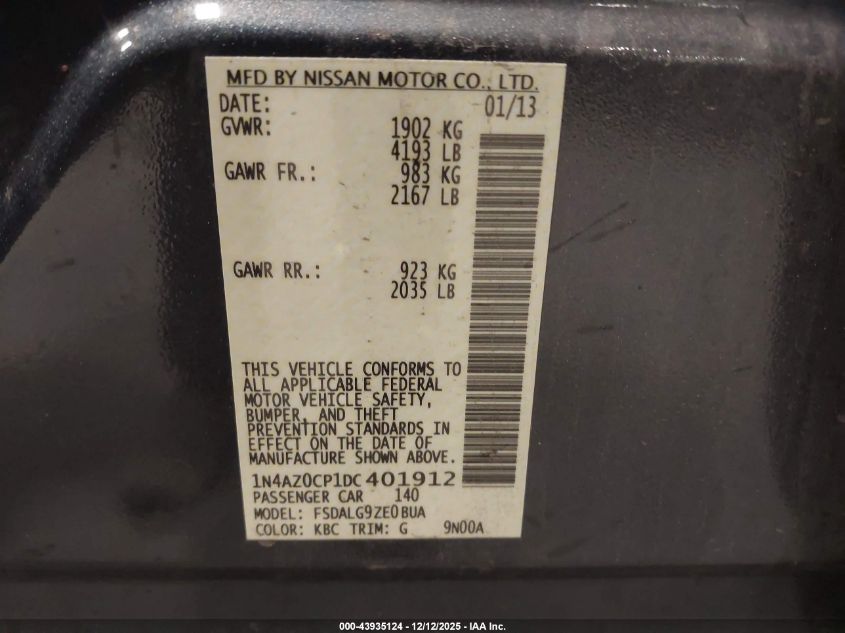 MFD BY NISSAN MOTOR CO., LTD.
DATE: 01/13
GVWR: 1902 KG
4193 LB
GAWR FR.: 983 KG
2167 LB
GAWR RR.: 923 KG
2035 LB
THIS VEHICLE CONFORMS TO
ALL APPLICABLE FEDERAL
MOTOR VEHICLE SAFETY,
BUMPER, AND THEFT
PREVENTION STANDARDS IN
EFFECT ON THE DATE OF
MANUFACTURE SHOWN ABOVE.
1N4AZ0CP1DC401912
PASSENGER CAR 140
MODEL: FSDALG9ZE0BUA
COLOR: KBC TRIM: G 9N00A
000-43935124 - 12/12/2025 - IAA Inc.